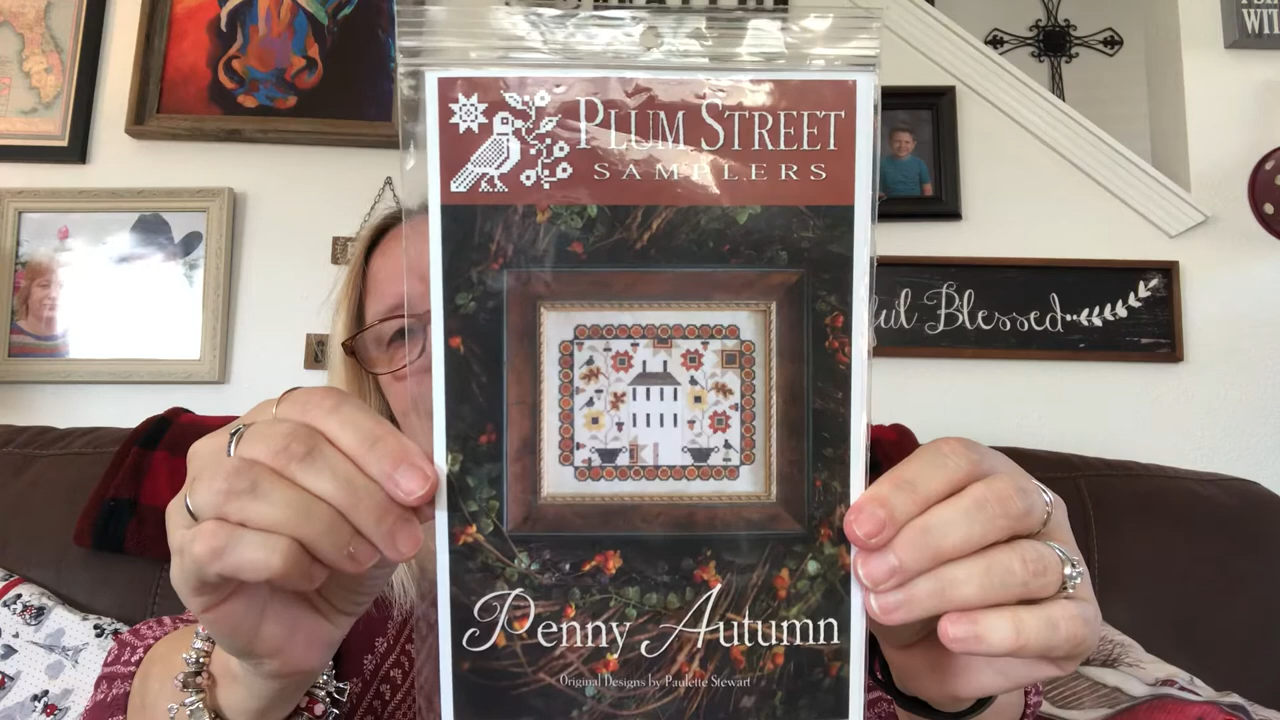 PLUM STREET
SAMPLERS
Blessed
Penny Autumn
Original Designs by Paulette Stewart